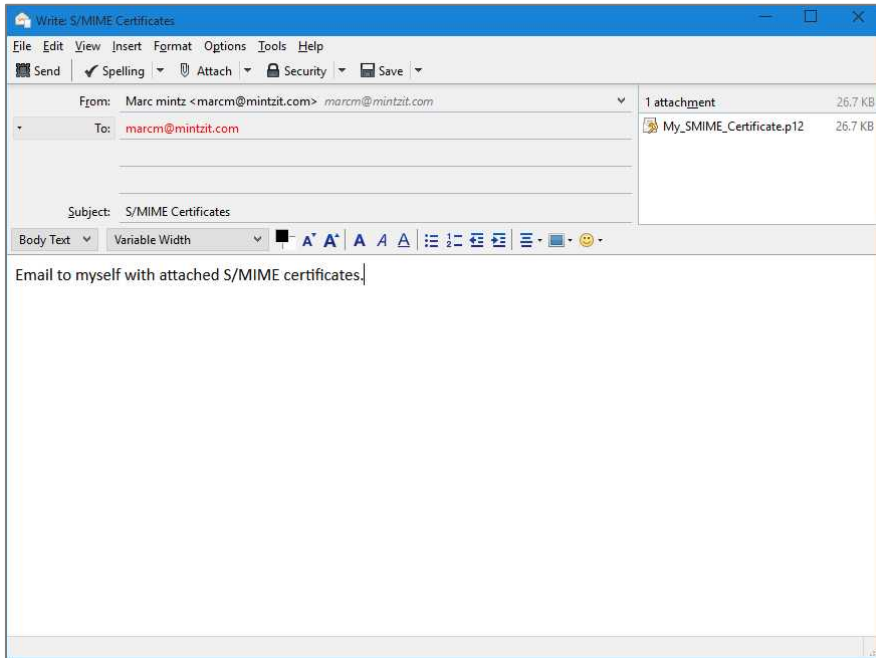 Write: S/MIME Certificates
File Edit View Insert Format Options Tools Help
Send Spelling Attach Security Save
From: Marc mintz <marcm@mintzit.com> marcm@mintzit.com
1 attachment 26.7 KB
To: marcm@mintzit.com
My_SMIME_Certificate.p12 26.7 KB
Subject: S/MIME Certificates
Body Text Variable Width
Email to myself with attached S/MIME certificates.